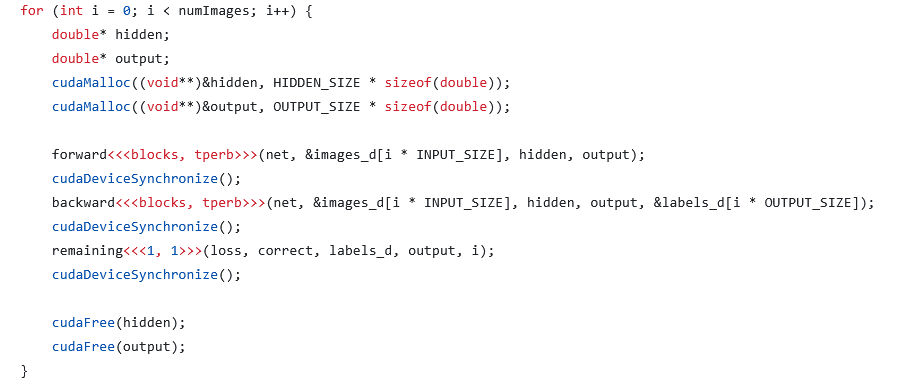 for (int i = 0; i < numImages; i++) {
    double* hidden;
    double* output;
    cudaMalloc((void**)&hidden, HIDDEN_SIZE * sizeof(double));
    cudaMalloc((void**)&output, OUTPUT_SIZE * sizeof(double));

    forward<<<blocks, tperb>>>(net, &images_d[i * INPUT_SIZE], hidden, output);
    cudaDeviceSynchronize();
    backward<<<blocks, tperb>>>(net, &images_d[i * INPUT_SIZE], hidden, output, &labels_d[i * OUTPUT_SIZE]);
    cudaDeviceSynchronize();
    remaining<<<1, 1>>>(loss, correct, labels_d, output, i);
    cudaDeviceSynchronize();

    cudaFree(hidden);
    cudaFree(output);
}